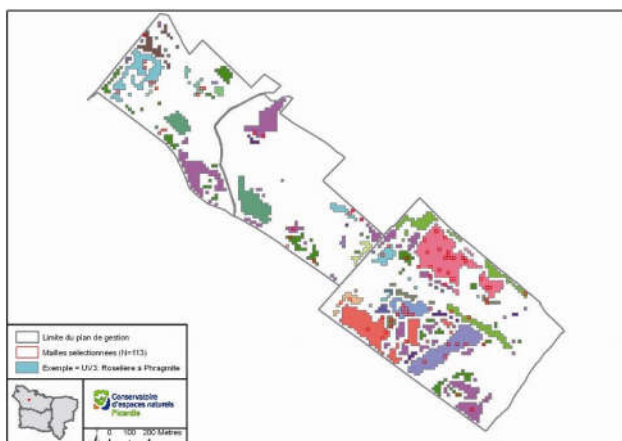 Limite du plan de gestion
Mailles sélectionnées (N=113)
Exemple = UV3: Roselière à Phragmite
Conservatoire
d'espaces naturels
Picardie
0 100 200 Mètres